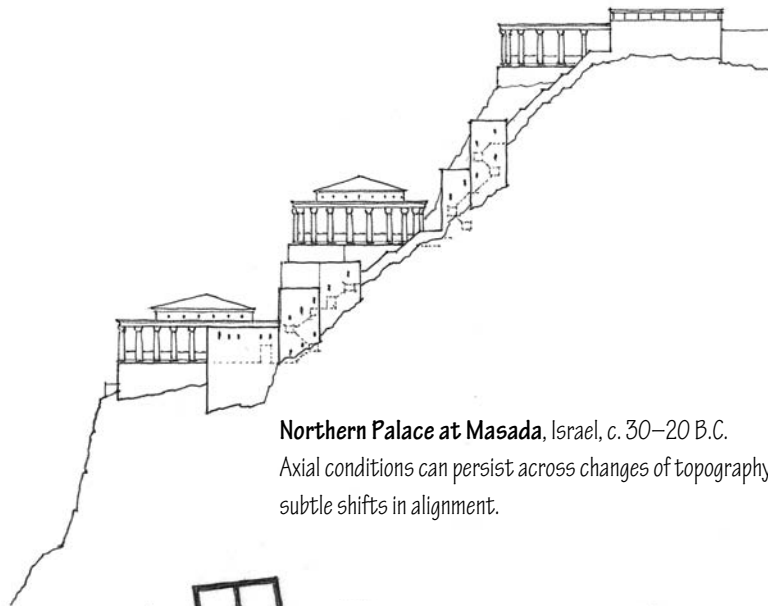 Northern Palace at Masada, Israel, c. 30–20 B.C.
Axial conditions can persist across changes of topography
subtle shifts in alignment.